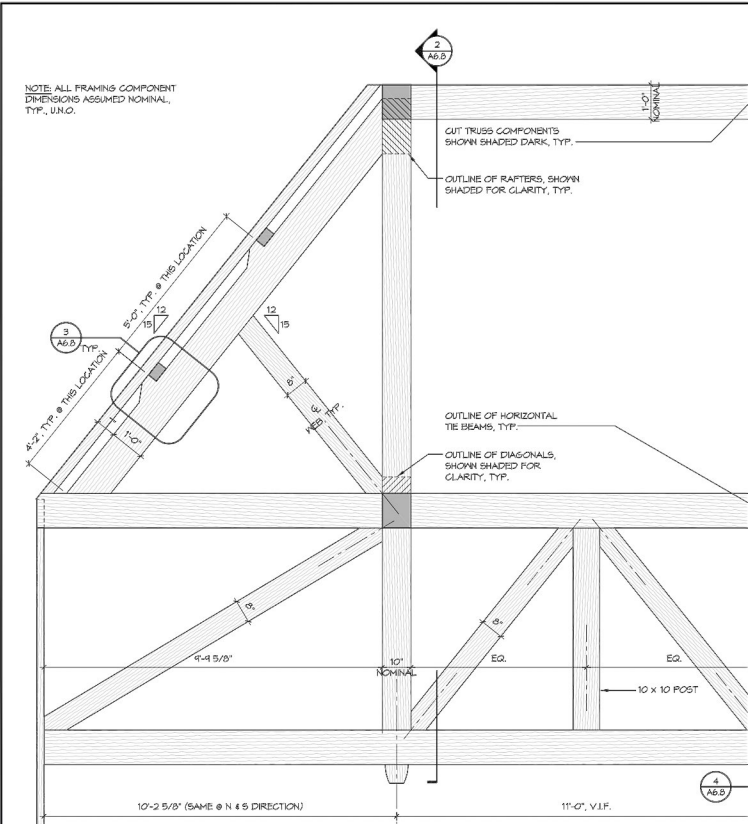 2
A6.8
NOTE: ALL FRAMING COMPONENT
DIMENSIONS ASSUMED NOMINAL,
TYP., U.N.O.
1'-0"
NOMINAL
CUT TRUSS COMPONENTS
SHOWN SHADED DARK, TYP.
OUTLINE OF RAFTERS, SHOWN
SHADED FOR CLARITY, TYP.
5'-0", TYP. @ THIS LOCATION
12
15
12
15
3
A6.8
TYP.
4'-2", TYP. @ THIS LOCATION
1'-0"
8"
℄
WEB, TYP.
OUTLINE OF HORIZONTAL
TIE BEAMS, TYP.
OUTLINE OF DIAGONALS,
SHOWN SHADED FOR
CLARITY, TYP.
8"
8"
9'-9 5/8"
10"
NOMINAL
EQ.
EQ.
10 x 10 POST
4
A6.8
10'-2 5/8" (SAME @ N & S DIRECTION)
11'-0", V.I.F.